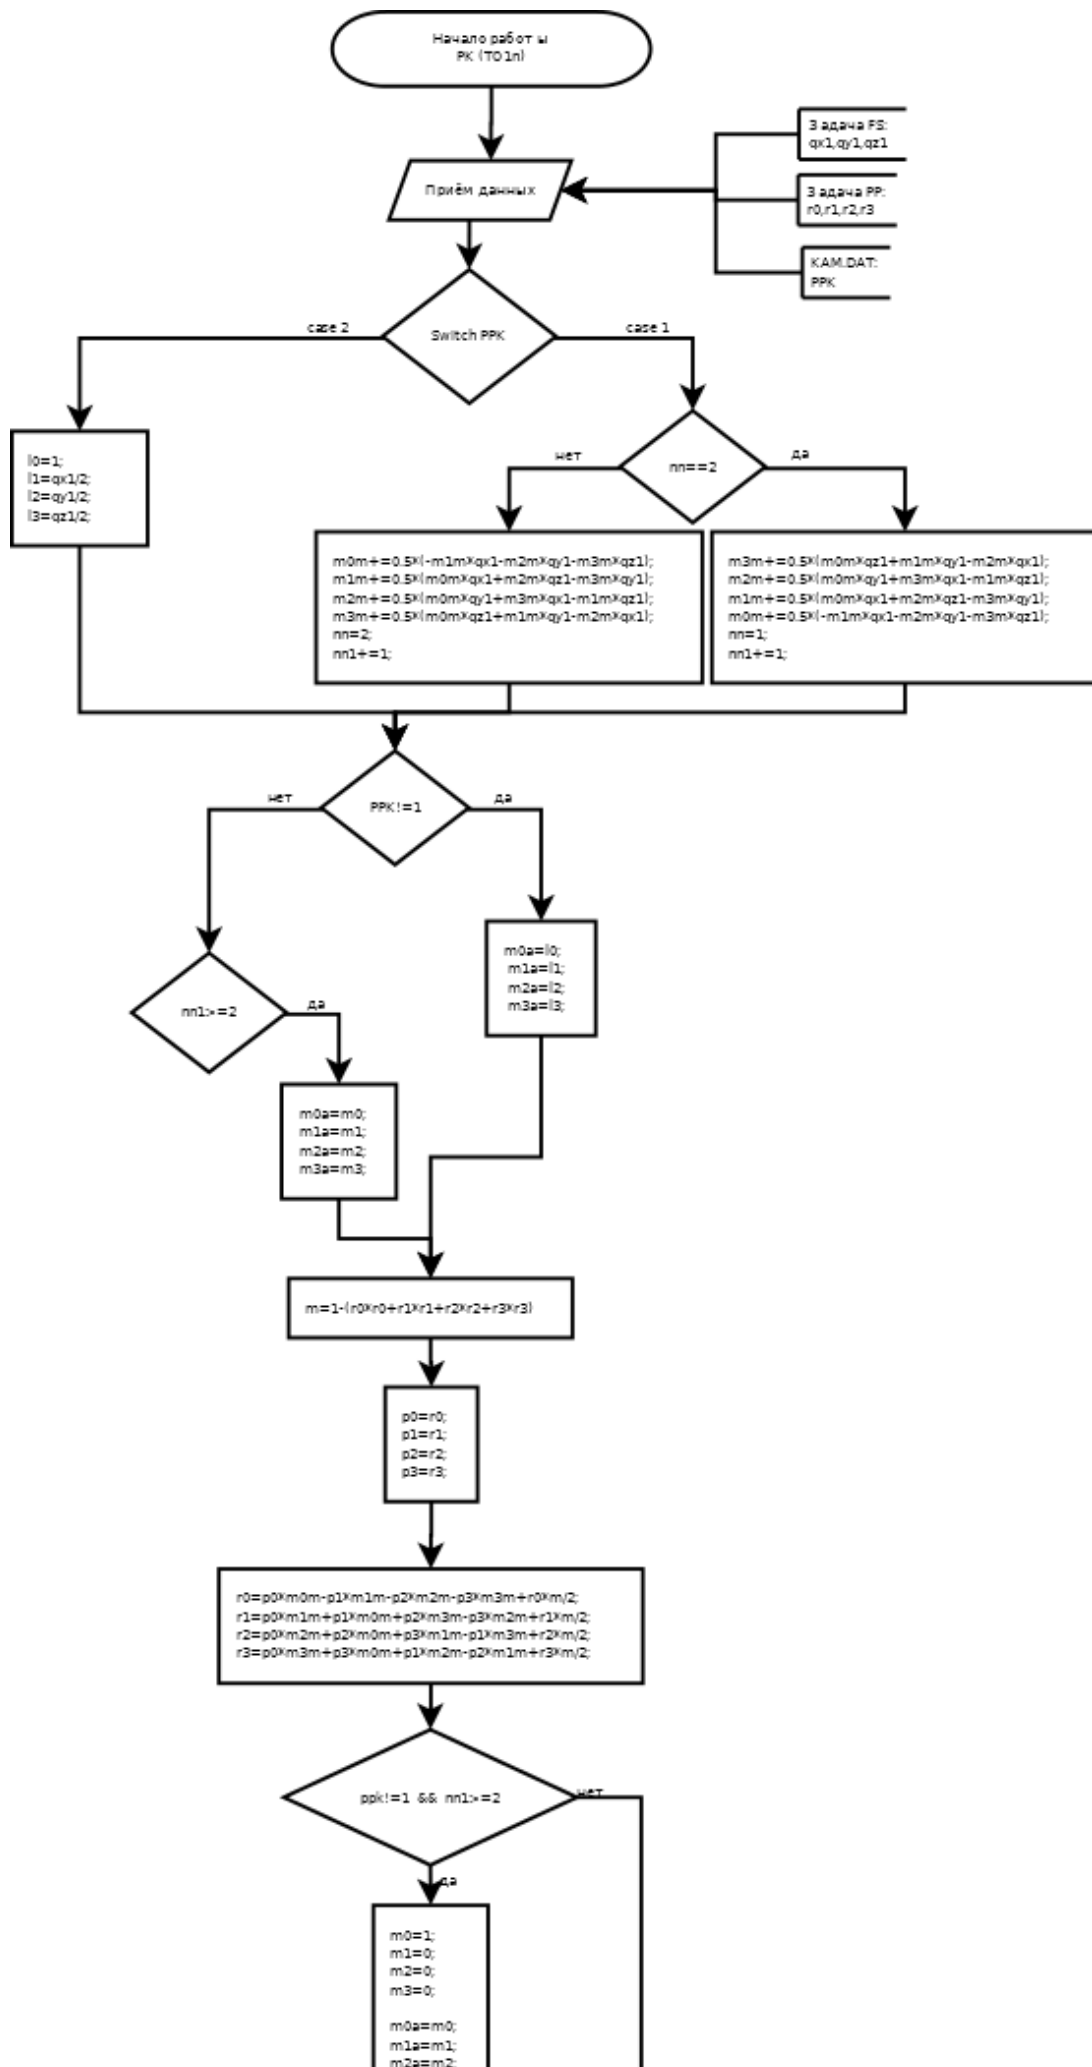 Начало работы
РК (ТО1n)
Задача FS:
qx1,qy1,qz1
Приём данных
Задача PP:
r0,r1,r2,r3
KAM.DAT:
PPK
case 2
Switch PPK
case 1
нет
nn==2
да
l0=1;
l1=qx1/2;
l2=qy1/2;
l3=qz1/2;
m0m+=0.5*(-m1m*qx1-m2m*qy1-m3m*qz1);
m1m+=0.5*(m0m*qx1+m2m*qz1-m3m*qy1);
m2m+=0.5*(m0m*qy1+m3m*qx1-m1m*qz1);
m3m+=0.5*(m0m*qz1+m1m*qy1-m2m*qx1);
nn=2;
nn1+=1;
m3m+=0.5*(m0m*qz1+m1m*qy1-m2m*qx1);
m2m+=0.5*(m0m*qy1+m3m*qx1-m1m*qz1);
m1m+=0.5*(m0m*qx1+m2m*qz1-m3m*qy1);
m0m+=0.5*(-m1m*qx1-m2m*qy1-m3m*qz1);
nn=1;
nn1+=1;
нет
PPK!=1
да
m0a=l0;
m1a=l1;
m2a=l2;
m3a=l3;
nn1>=2
да
m0a=m0;
m1a=m1;
m2a=m2;
m3a=m3;
m=1-(r0*r0+r1*r1+r2*r2+r3*r3)
p0=r0;
p1=r1;
p2=r2;
p3=r3;
r0=p0*m0m-p1*m1m-p2*m2m-p3*m3m+r0*m/2;
r1=p0*m1m+p1*m0m+p2*m3m-p3*m2m+r1*m/2;
r2=p0*m2m+p2*m0m+p3*m1m-p1*m3m+r2*m/2;
r3=p0*m3m+p3*m0m+p1*m2m-p2*m1m+r3*m/2;
ppk!=1 && nn1>=2
нет
да
m0=1;
m1=0;
m2=0;
m3=0;
m0a=m0;
m1a=m1;
m2a=m2;